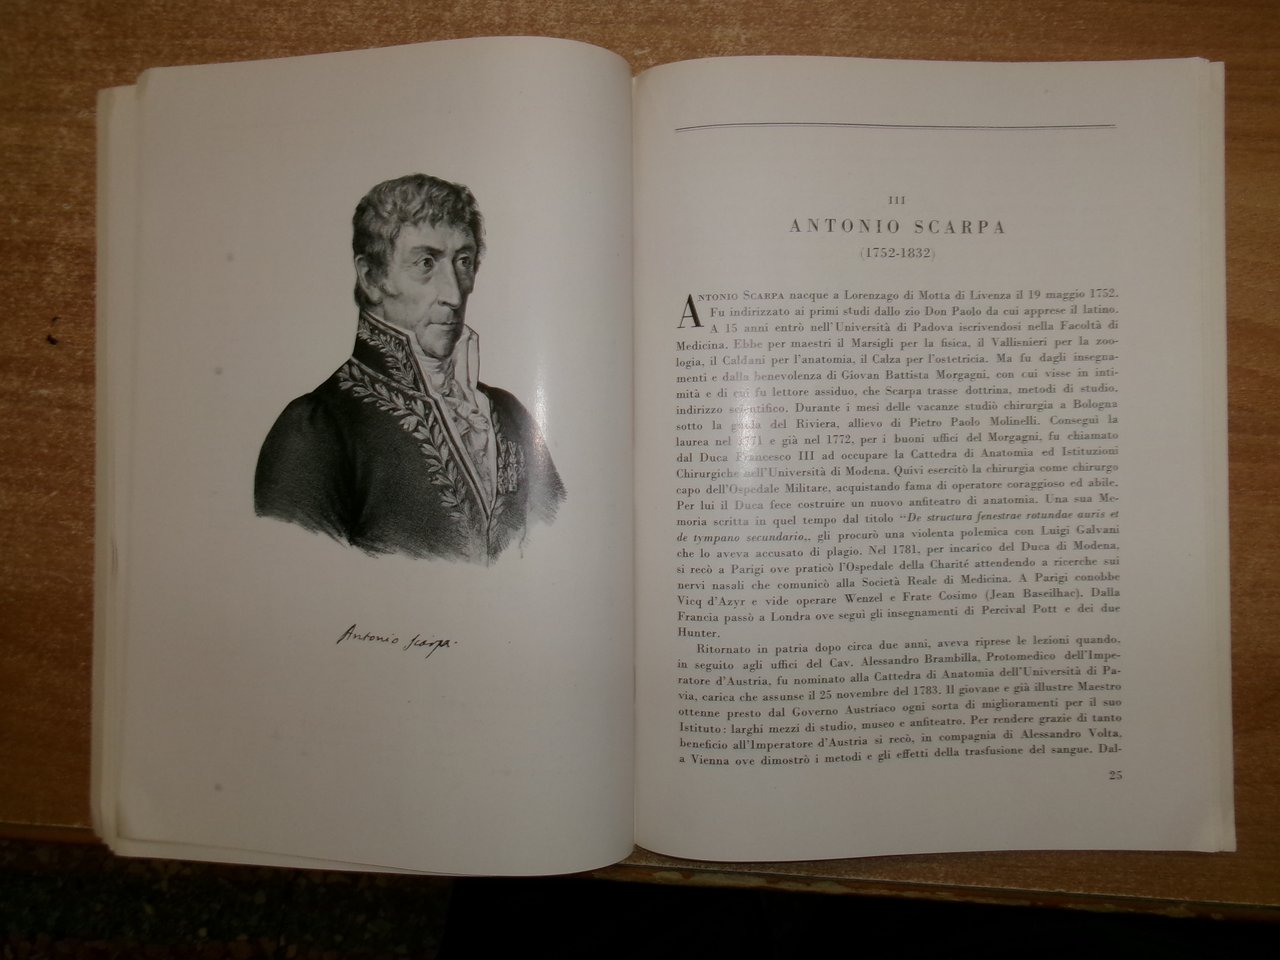 Antonio Scarpa.
III
ANTONIO SCARPA
(1752-1832)
ANTONIO SCARPA nacque a Lorenzago di Motta di Livenza il 19 maggio 1752.
Fu indirizzato ai primi studi dallo zio Don Paolo da cui apprese il latino.
A 15 anni entrò nell'Università di Padova iscrivendosi nella Facoltà di
Medicina. Ebbe per maestri il Marsigli per la fisica, il Vallisnieri per la zoo-
logia, il Caldani per l'anatomia, il Calza per l'ostetricia. Ma fu dagli insegna-
menti e dalla benevolenza di Giovan Battista Morgagni, con cui visse in inti-
mità e di cui fu lettore assiduo, che Scarpa trasse dottrina, metodi di studio,
indirizzo scientifico. Durante i mesi delle vacanze studiò chirurgia a Bologna
sotto la guida del Riviera, allievo di Pietro Paolo Molinelli. Conseguì la
laurea nel 1771 e già nel 1772, per i buoni uffici del Morgagni, fu chiamato
dal Duca Francesco III ad occupare la Cattedra di Anatomia ed Istituzioni
Chirurgiche nell'Università di Modena. Quivi esercitò la chirurgia come chirurgo
capo dell'Ospedale Militare, acquistando fama di operatore coraggioso ed abile.
Per lui il Duca fece costruire un nuovo anfiteatro di anatomia. Una sua Me-
moria scritta in quel tempo dal titolo "De structura fenestrae rotundae auris et
de tympano secundario„ gli procurò una violenta polemica con Luigi Galvani
che lo aveva accusato di plagio. Nel 1781, per incarico del Duca di Modena,
si recò a Parigi ove praticò l'Ospedale della Charité attendendo a ricerche sui
nervi nasali che comunicò alla Società Reale di Medicina. A Parigi conobbe
Vicq d'Azyr e vide operare Wenzel e Frate Cosimo (Jean Baseilhac). Dalla
Francia passò a Londra ove seguì gli insegnamenti di Percival Pott e dei due
Hunter.
Ritornato in patria dopo circa due anni, aveva riprese le lezioni quando,
in seguito agli uffici del Cav. Alessandro Brambilla, Protomedico dell'Impe-
ratore d'Austria, fu nominato alla Cattedra di Anatomia dell'Università di Pa-
via, carica che assunse il 25 novembre del 1783. Il giovane e già illustre Maestro
ottenne presto dal Governo Austriaco ogni sorta di miglioramenti per il suo
Istituto: larghi mezzi di studio, museo e anfiteatro. Per rendere grazie di tanto
beneficio all'Imperatore d'Austria si recò, in compagnia di Alessandro Volta,
a Vienna ove dimostrò i metodi e gli effetti della trasfusione del sangue. Dal-
25